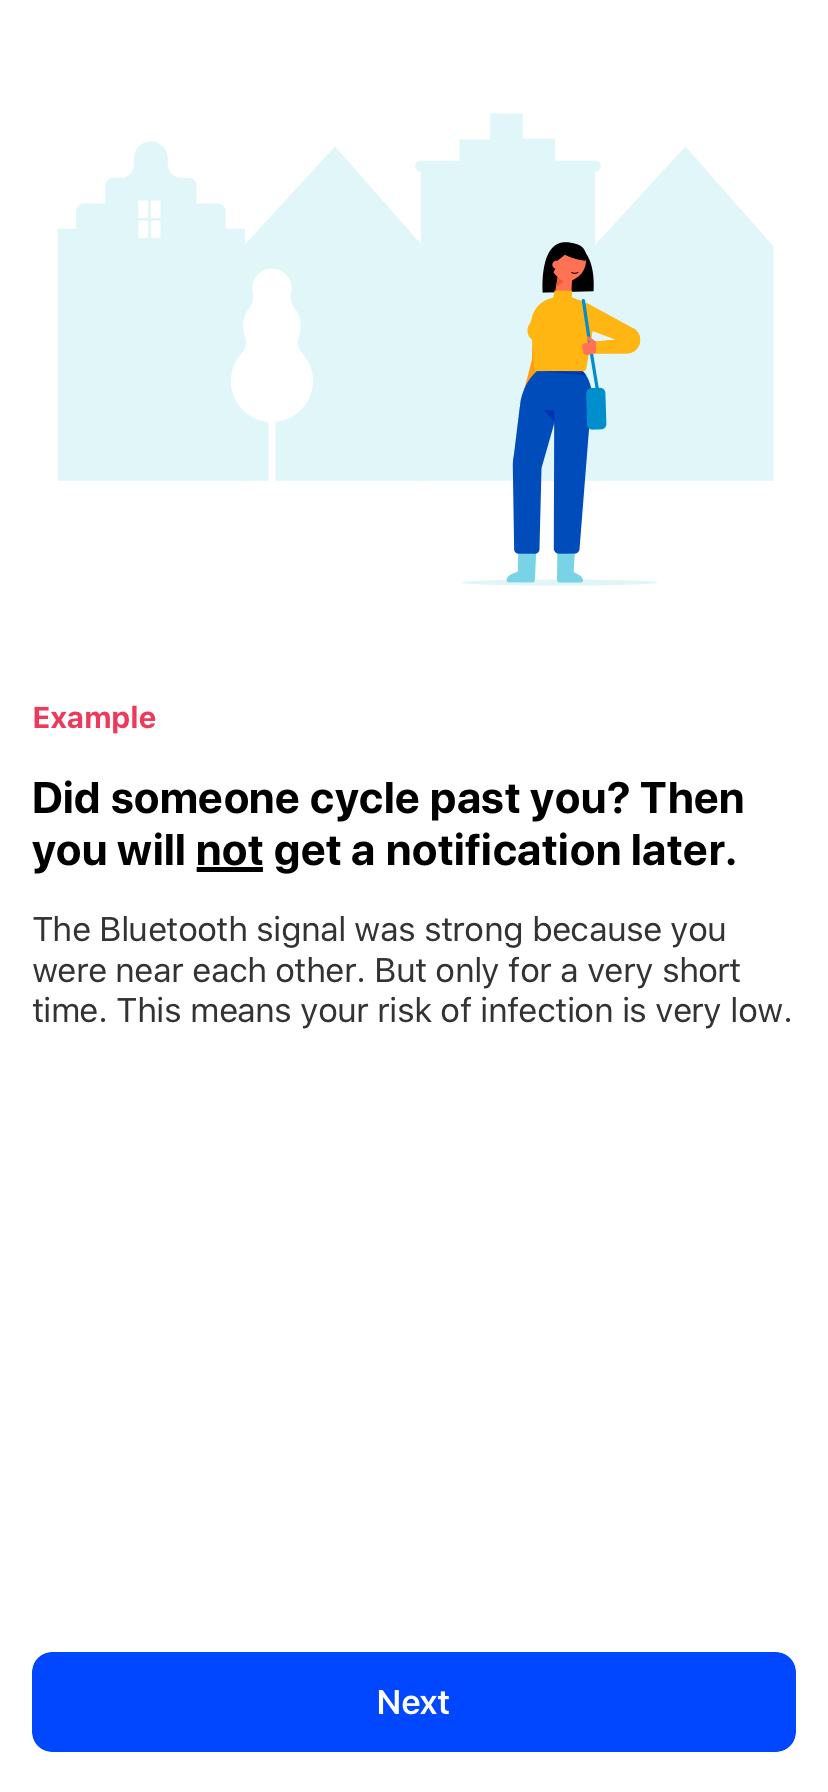 Example
Did someone cycle past you? Then
you will not get a notification later.
The Bluetooth signal was strong because you
were near each other. But only for a very short
time. This means your risk of infection is very low.
Next